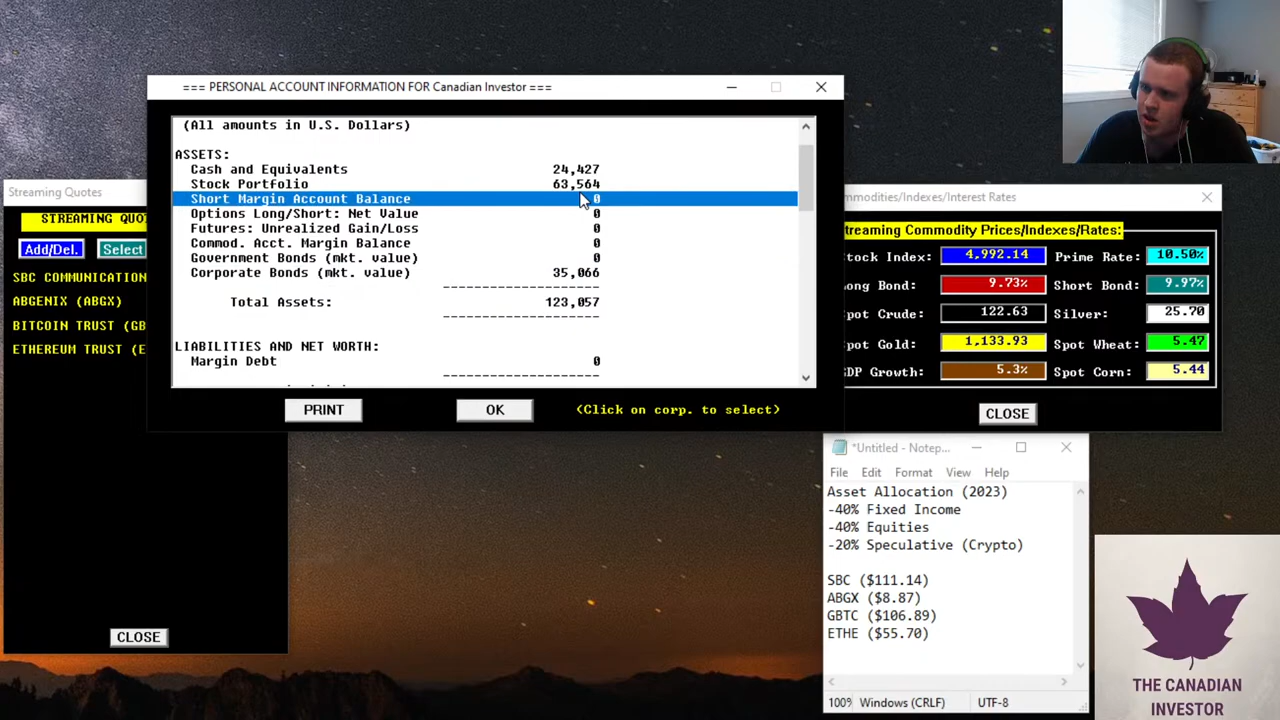 === PERSONAL ACCOUNT INFORMATION FOR Canadian Investor ===
(All amounts in U.S. Dollars)
ASSETS:
Cash and Equivalents 24,427
Stock Portfolio 63,564
Short Margin Account Balance 0
Options Long/Short: Net Value 0
Futures: Unrealized Gain/Loss 0
Commod. Acct. Margin Balance 0
Government Bonds (mkt. value) 0
Corporate Bonds (mkt. value) 35,066
--------------------
Total Assets: 123,057
--------------------
LIABILITIES AND NET WORTH:
Margin Debt 0
--------------------
PRINT
OK
(Click on corp. to select)
Streaming Quotes
STREAMING QUO
Add/Del.
Select
SBC COMMUNICATION
ABGENIX (ABGX)
BITCOIN TRUST (GB
ETHEREUM TRUST (E
CLOSE
mmodities/Indexes/Interest Rates
Streaming Commodity Prices/Indexes/Rates:
Stock Index: 4,992.14 Prime Rate: 10.50%
Long Bond: 9.73% Short Bond: 9.97%
Spot Crude: 122.63 Silver: 25.70
Spot Gold: 1,133.93 Spot Wheat: 5.47
GDP Growth: 5.3% Spot Corn: 5.44
CLOSE
*Untitled - Notep...
File Edit Format View Help
Asset Allocation (2023)
-40% Fixed Income
-40% Equities
-20% Speculative (Crypto)
SBC ($111.14)
ABGX ($8.87)
GBTC ($106.89)
ETHE ($55.70)
100% Windows (CRLF) UTF-8
THE CANADIAN
INVESTOR